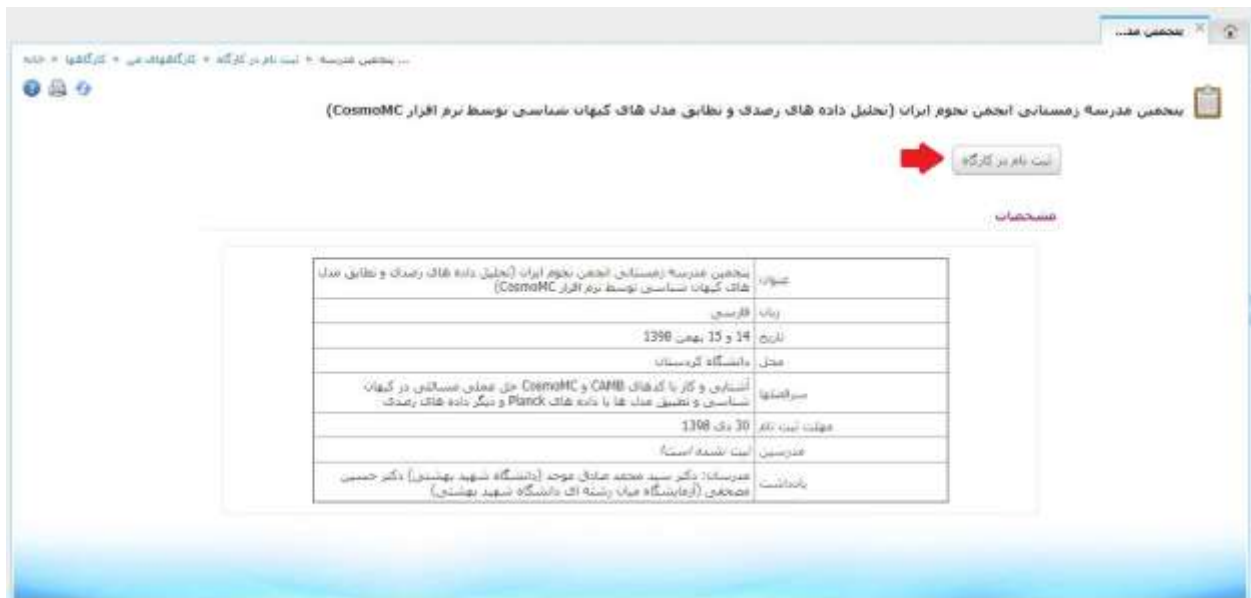 پنجمین مد...
خانه » کارگاهها » کارگاههای من » ثبت نام در کارگاه » پنجمین مدرسه ...
پنجمین مدرسه زمستانی انجمن نجوم ایران (تحلیل داده های رصدی و تطابق مدل های کیهان شناسی توسط نرم افزار CosmoMC)
ثبت نام در کارگاه
مشخصات
عنوان پنجمین مدرسه زمستانی انجمن نجوم ایران (تحلیل داده های رصدی و تطابق مدل
های کیهان شناسی توسط نرم افزار CosmoMC)
زبان فارسی
تاریخ 14 و 15 بهمن 1398
محل دانشگاه کردستان
سرفصلها آشنایی و کار با کدهای CAMB و CosmoMC حل عملی مسائلی در کیهان
شناسی و تطبیق مدل ها با داده های Planck و دیگر داده های رصدی
مهلت ثبت نام 30 دی 1398
مدرسین ثبت نشده است!
یادداشت مدرسان: دکتر سید محمد صادق موحد (دانشگاه شهید بهشتی) دکتر حسین
مصحفی (آزمایشگاه میان رشته ای دانشگاه شهید بهشتی)